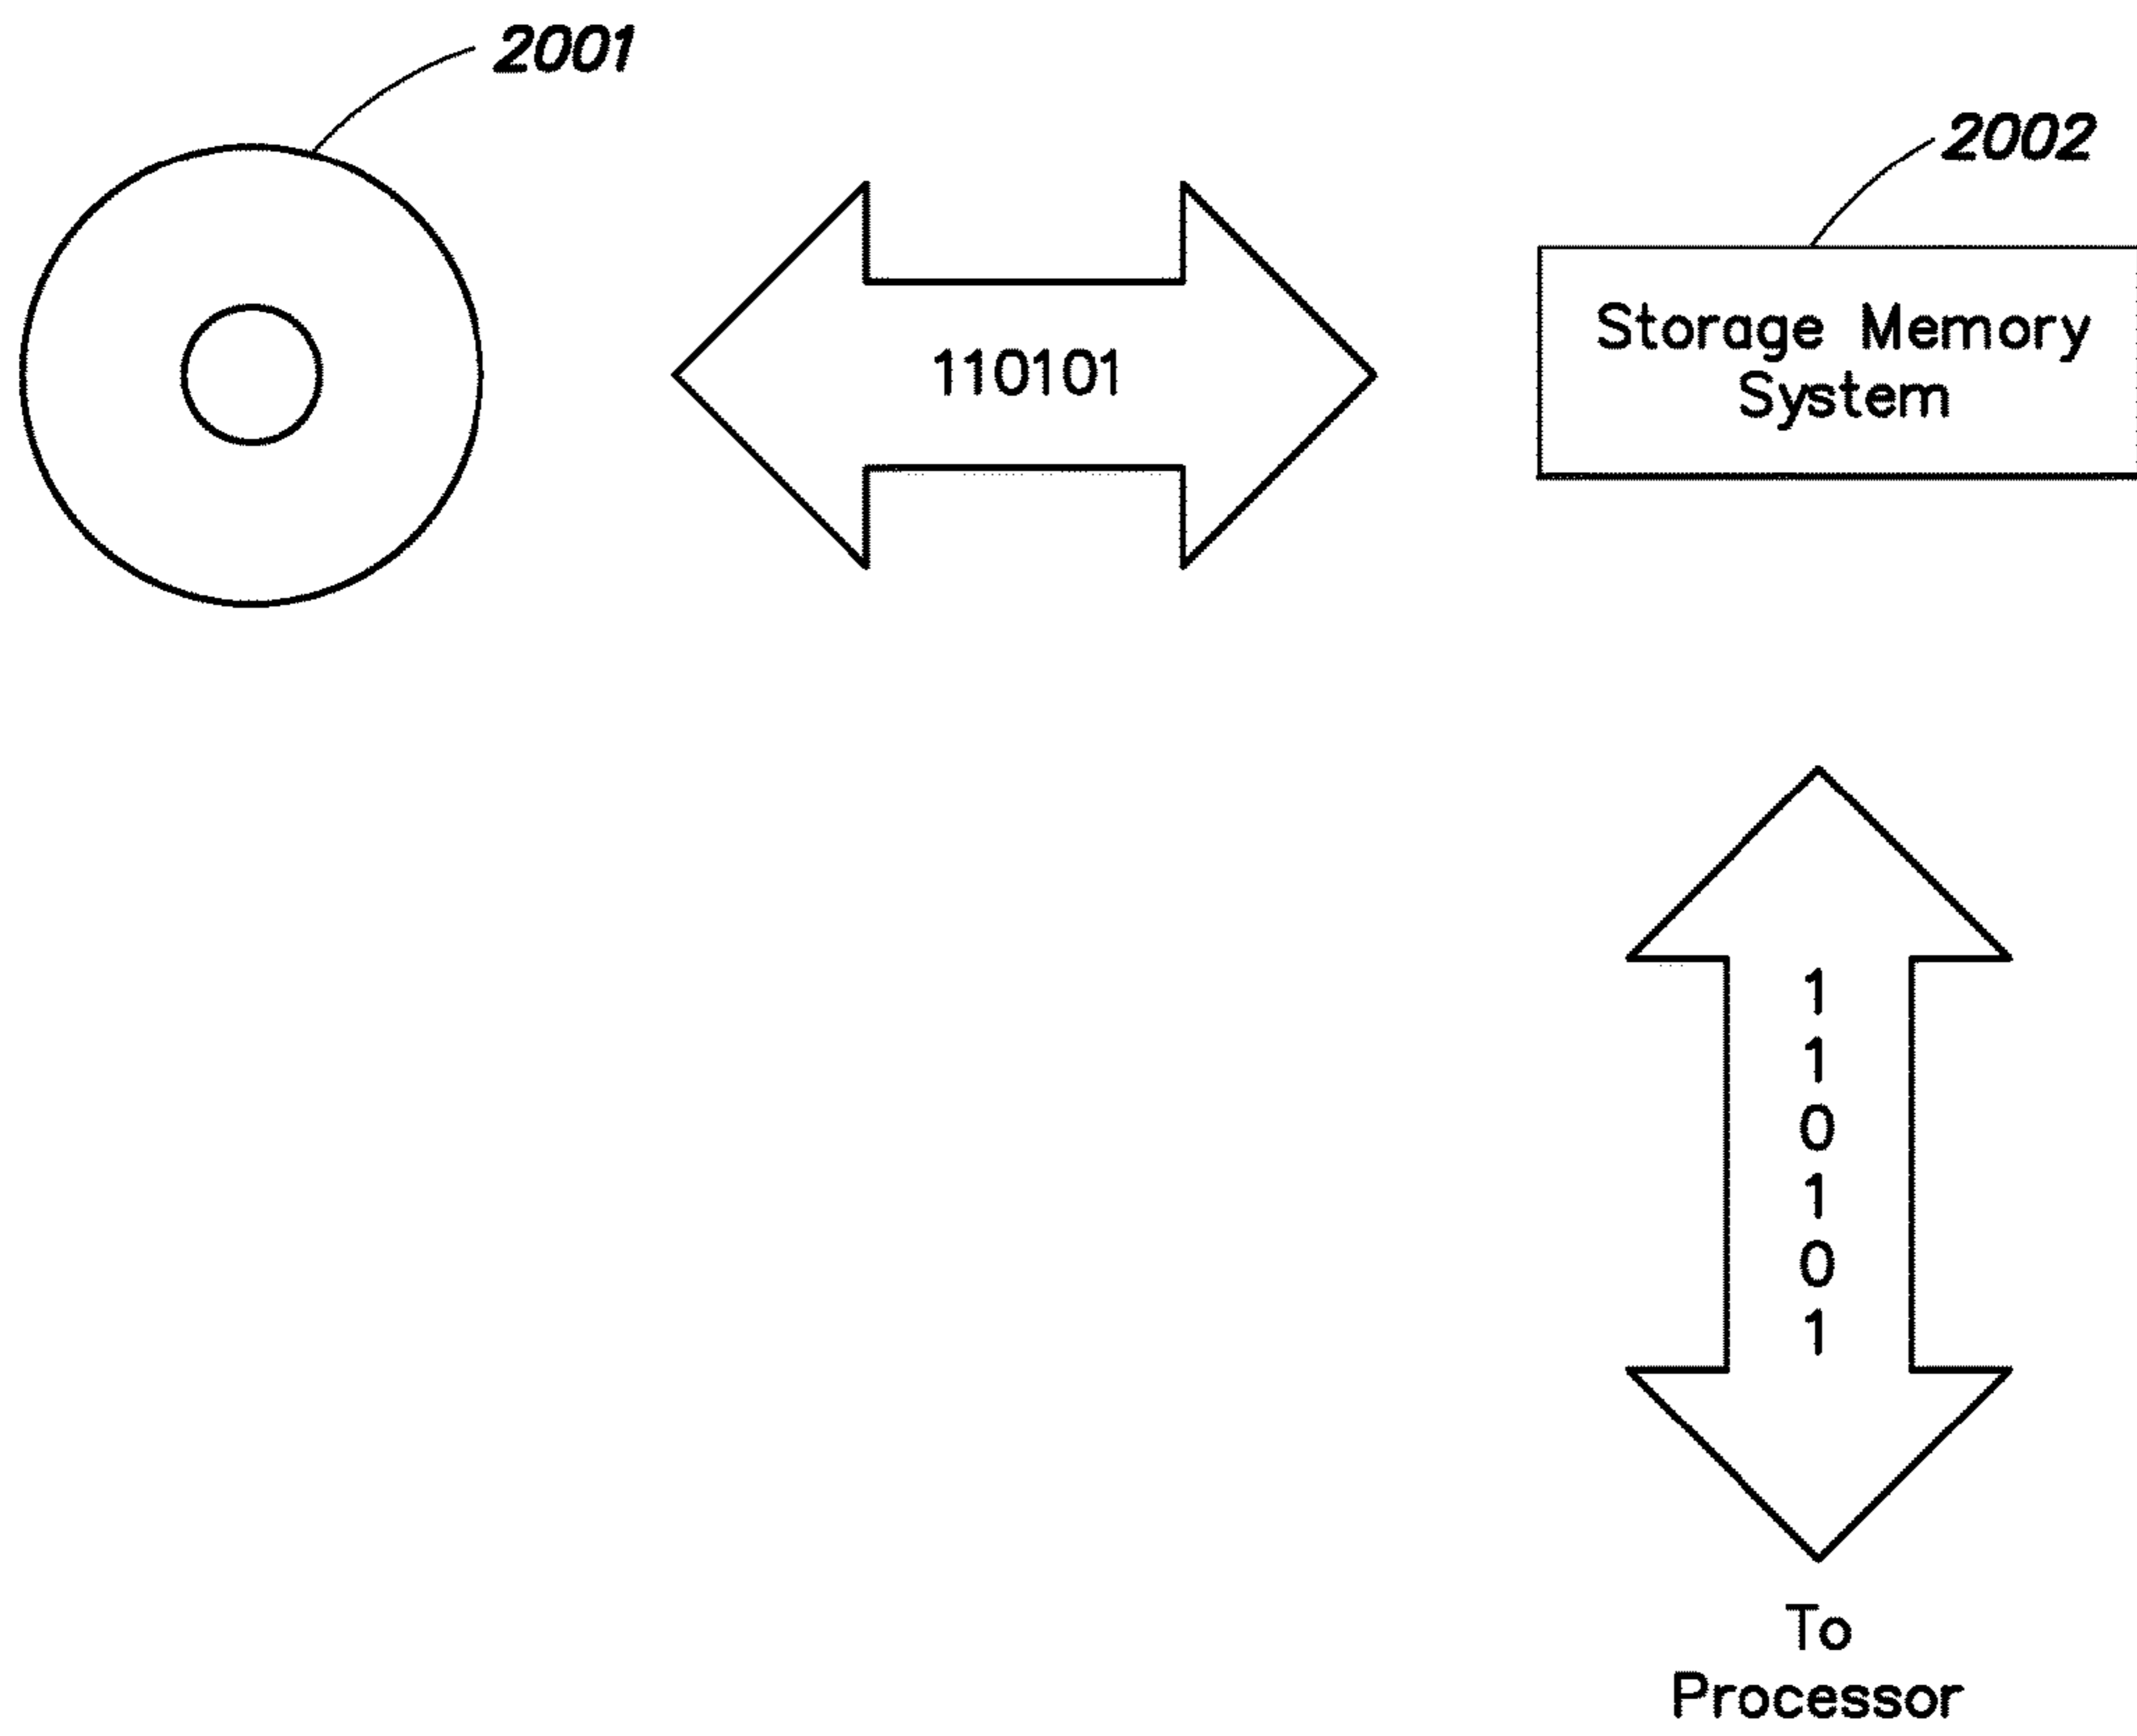 2001
2002
110101
Storage Memory
System
1
1
0
1
0
1
To
Processor